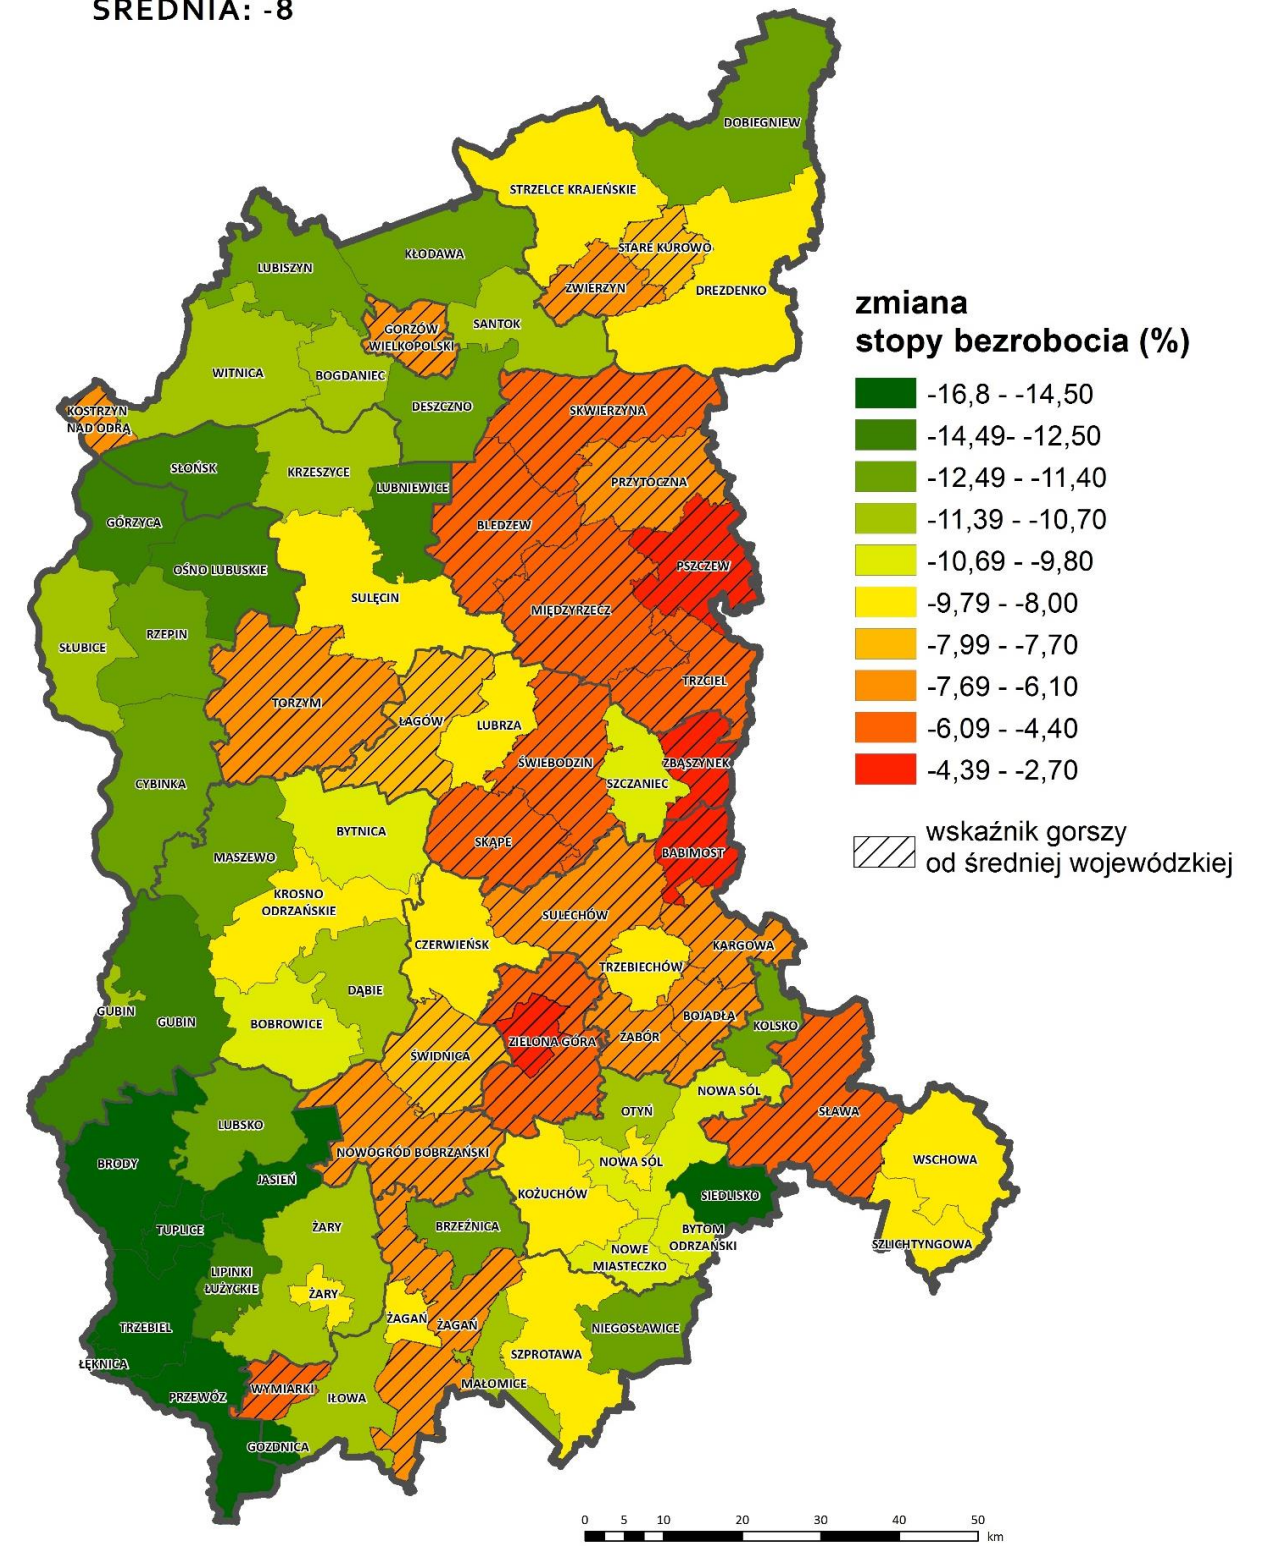 ŚREDNIA: -8
DOBIEGNIEW
STRZELCE KRAJEŃSKIE
STARE KUROWO
KŁODAWA
LUBISZYN
ZWIERZYN
DREZDENKO
GORZÓW
WIELKOPOLSKI
SANTOK
WITNICA
BOGDANIEC
DESZCZNO
KOSTRZYN
NAD ODRĄ
SKWIERZYNA
SŁOŃSK
KRZESZYCE
LUBNIEWICE
PRZYTOCZNA
GÓRZYCA
BLEDZEW
OŚNO LUBUSKIE
PSZCZEW
SULĘCIN
MIĘDZYRZECZ
RZEPIN
SŁUBICE
TRZCIEL
TORZYM
ŁAGÓW
LUBRZA
ŚWIEBODZIN
ZBĄSZYNEK
CYBINKA
SZCZANIEC
BYTNICA
SKĄPE
BABIMOST
MASZEWO
KROSNO
ODRZAŃSKIE
SULECHÓW
CZERWIEŃSK
KARGOWA
TRZEBIECHÓW
DĄBIE
GUBIN
GUBIN
BOBROWICE
BOJADŁA
KOLSKO
ZABÓR
ZIELONA GÓRA
ŚWIDNICA
NOWA SÓL
OTYŃ
SŁAWA
LUBSKO
NOWOGRÓD BOBRZAŃSKI
BRODY
NOWA SÓL
WSCHOWA
JASIEŃ
KOŻUCHÓW
SIEDLISKO
TUPLICE
ŻARY
BRZEŹNICA
BYTOM
ODRZAŃSKI
SZLICHTYNGOWA
NOWE
MIASTECZKO
LIPINKI
ŁUŻYCKIE
ŻARY
ŻAGAŃ
ŻAGAŃ
TRZEBIEL
NIEGOSŁAWICE
SZPROTAWA
ŁĘKNICA
MAŁOMICE
WYMIARKI
PRZEWÓZ
IŁOWA
GOZDNICA
zmiana
stopy bezrobocia (%)
-16,8 - -14,50
-14,49- -12,50
-12,49 - -11,40
-11,39 - -10,70
-10,69 - -9,80
-9,79 - -8,00
-7,99 - -7,70
-7,69 - -6,10
-6,09 - -4,40
-4,39 - -2,70
wskaźnik gorszy
od średniej wojewódzkiej
0 5 10 20 30 40 50
km